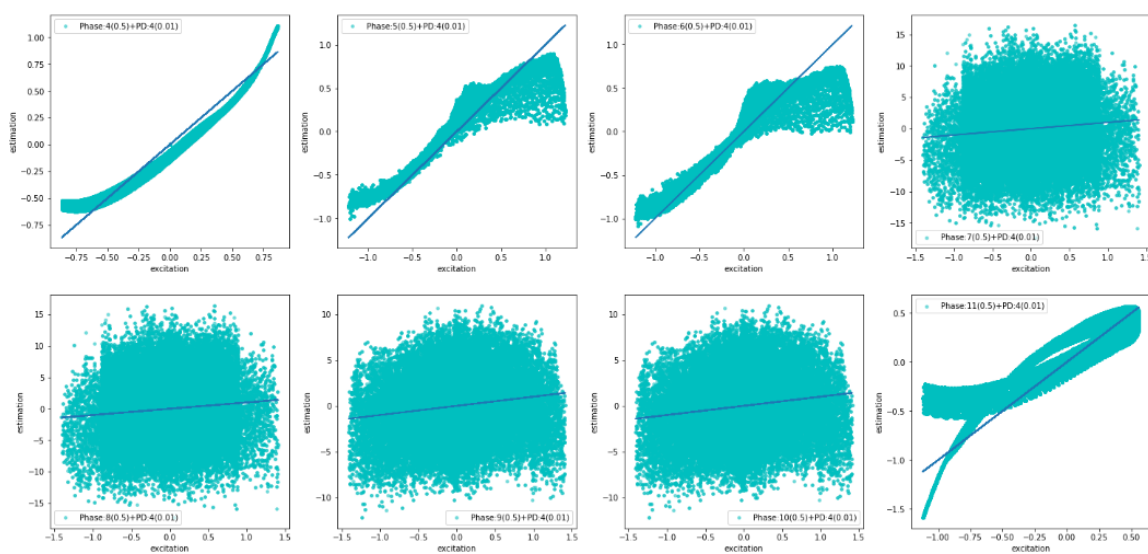 Phase:4(0.5)+PD:4(0.01)
1.00
0.75
0.50
0.25
0.00
−0.25
−0.50
−0.75
estimation
−0.75 −0.50 −0.25 0.00 0.25 0.50 0.75
excitation
Phase:5(0.5)+PD:4(0.01)
1.0
0.5
0.0
−0.5
−1.0
estimation
−1.0 −0.5 0.0 0.5 1.0
excitation
Phase:6(0.5)+PD:4(0.01)
1.0
0.5
0.0
−0.5
−1.0
estimation
−1.0 −0.5 0.0 0.5 1.0
excitation
15
10
5
0
−5
−10
−15
estimation
Phase:7(0.5)+PD:4(0.01)
−1.5 −1.0 −0.5 0.0 0.5 1.0 1.5
excitation
15
10
5
0
−5
−10
−15
estimation
Phase:8(0.5)+PD:4(0.01)
−1.5 −1.0 −0.5 0.0 0.5 1.0 1.5
excitation
10
5
0
−5
−10
estimation
Phase:9(0.5)+PD:4(0.01)
−1.5 −1.0 −0.5 0.0 0.5 1.0 1.5
excitation
10
5
0
−5
−10
estimation
Phase:10(0.5)+PD:4(0.01)
−1.5 −1.0 −0.5 0.0 0.5 1.0 1.5
excitation
Phase:11(0.5)+PD:4(0.01)
0.5
0.0
−0.5
−1.0
−1.5
estimation
−1.00 −0.75 −0.50 −0.25 0.00 0.25 0.50
excitation